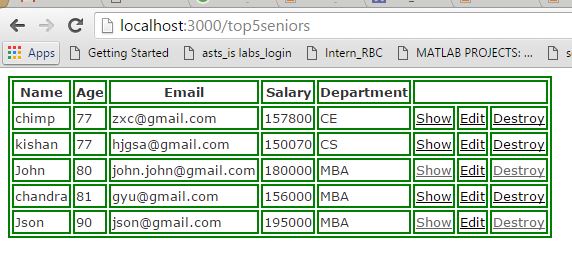 localhost:3000/top5seniors
Apps Getting Started asts_is labs_login Intern_RBC MATLAB PROJECTS: ...
Name Age Email Salary Department
chimp 77 zxc@gmail.com 157800 CE Show Edit Destroy
kishan 77 hjgsa@gmail.com 150070 CS Show Edit Destroy
John 80 john.john@gmail.com 180000 MBA Show Edit Destroy
chandra 81 gyu@gmail.com 156000 MBA Show Edit Destroy
Json 90 json@gmail.com 195000 MBA Show Edit Destroy